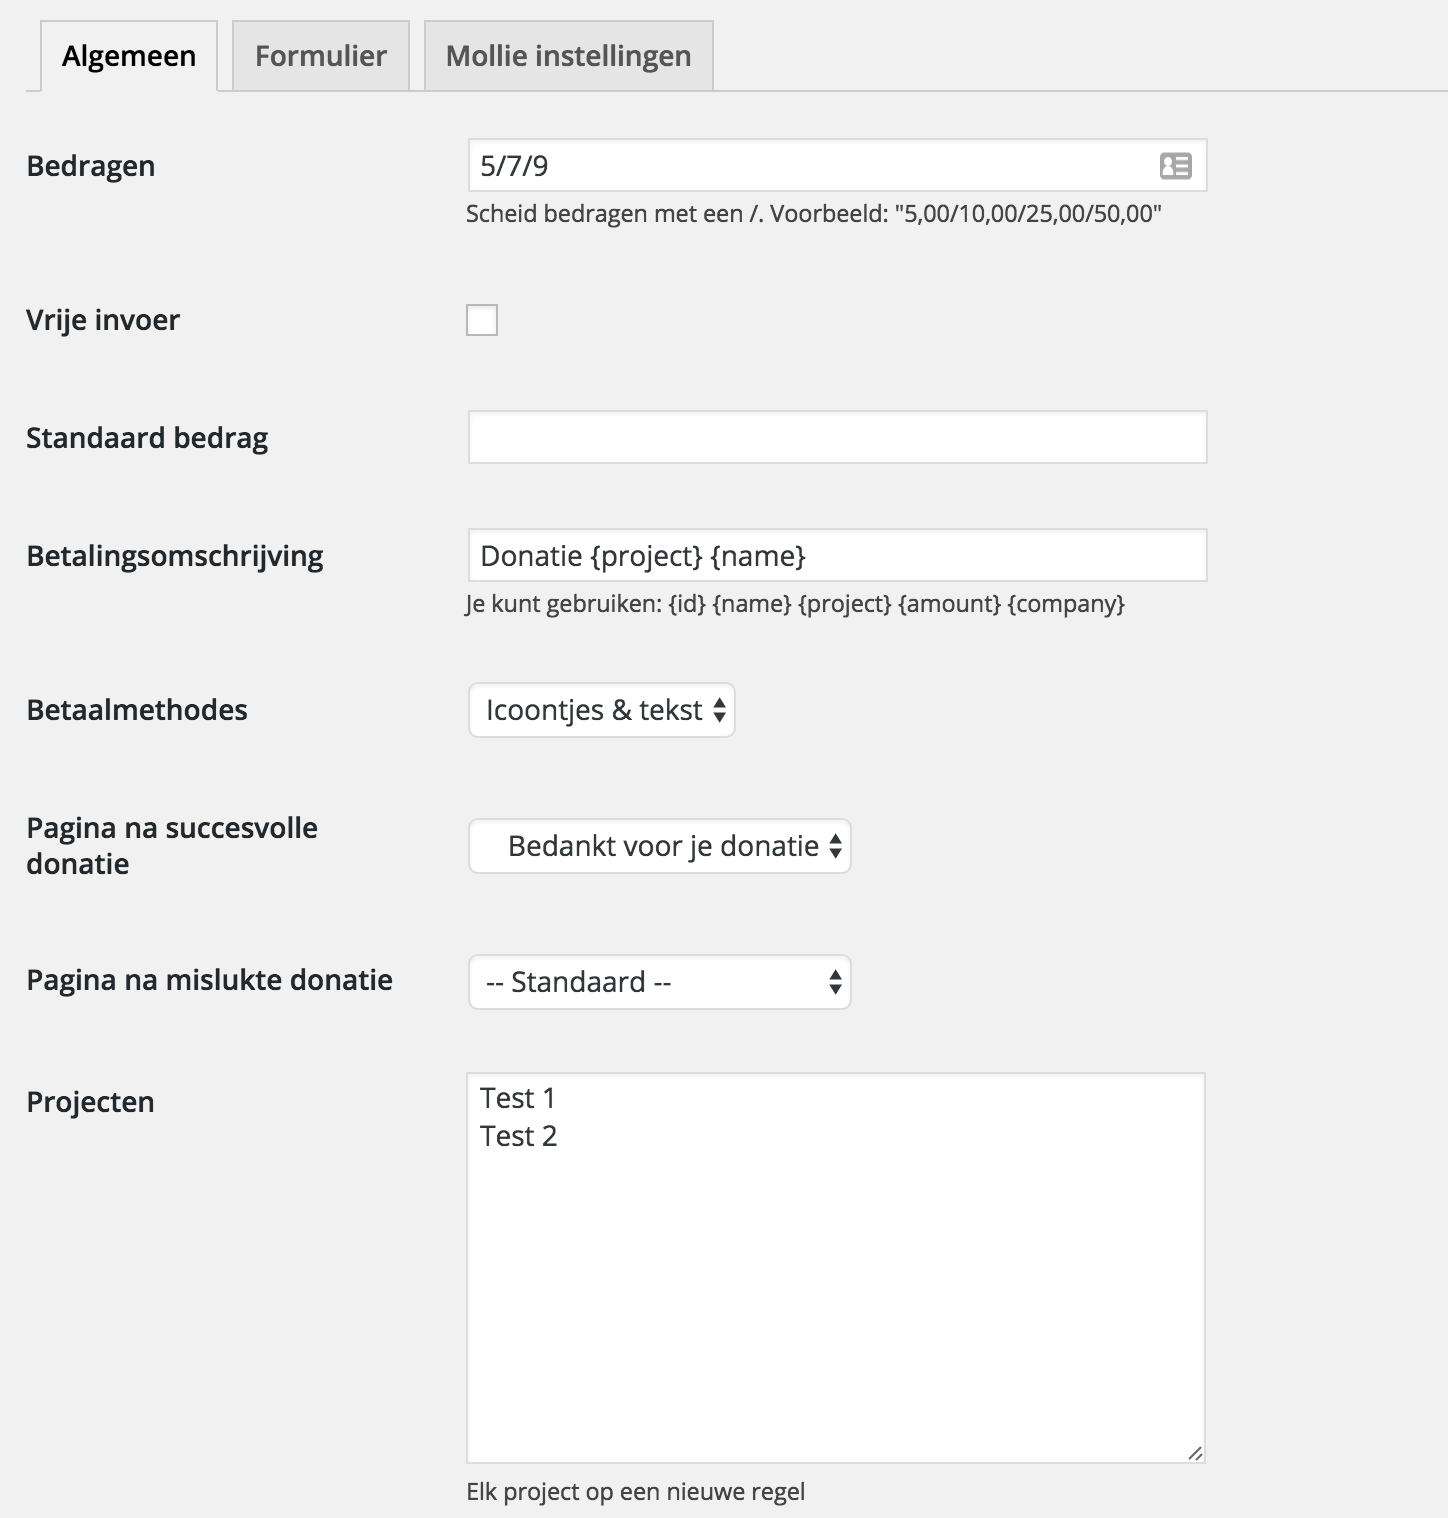 Algemeen Formulier Mollie instellingen
Bedragen
5/7/9
Scheid bedragen met een /. Voorbeeld: "5,00/10,00/25,00/50,00"
Vrije invoer
Standaard bedrag
Betalingsomschrijving
Donatie {project} {name}
Je kunt gebruiken: {id} {name} {project} {amount} {company}
Betaalmethodes
Icoontjes & tekst
Pagina na succesvolle
donatie
Bedankt voor je donatie
Pagina na mislukte donatie
-- Standaard --
Projecten
Test 1
Test 2
Elk project op een nieuwe regel